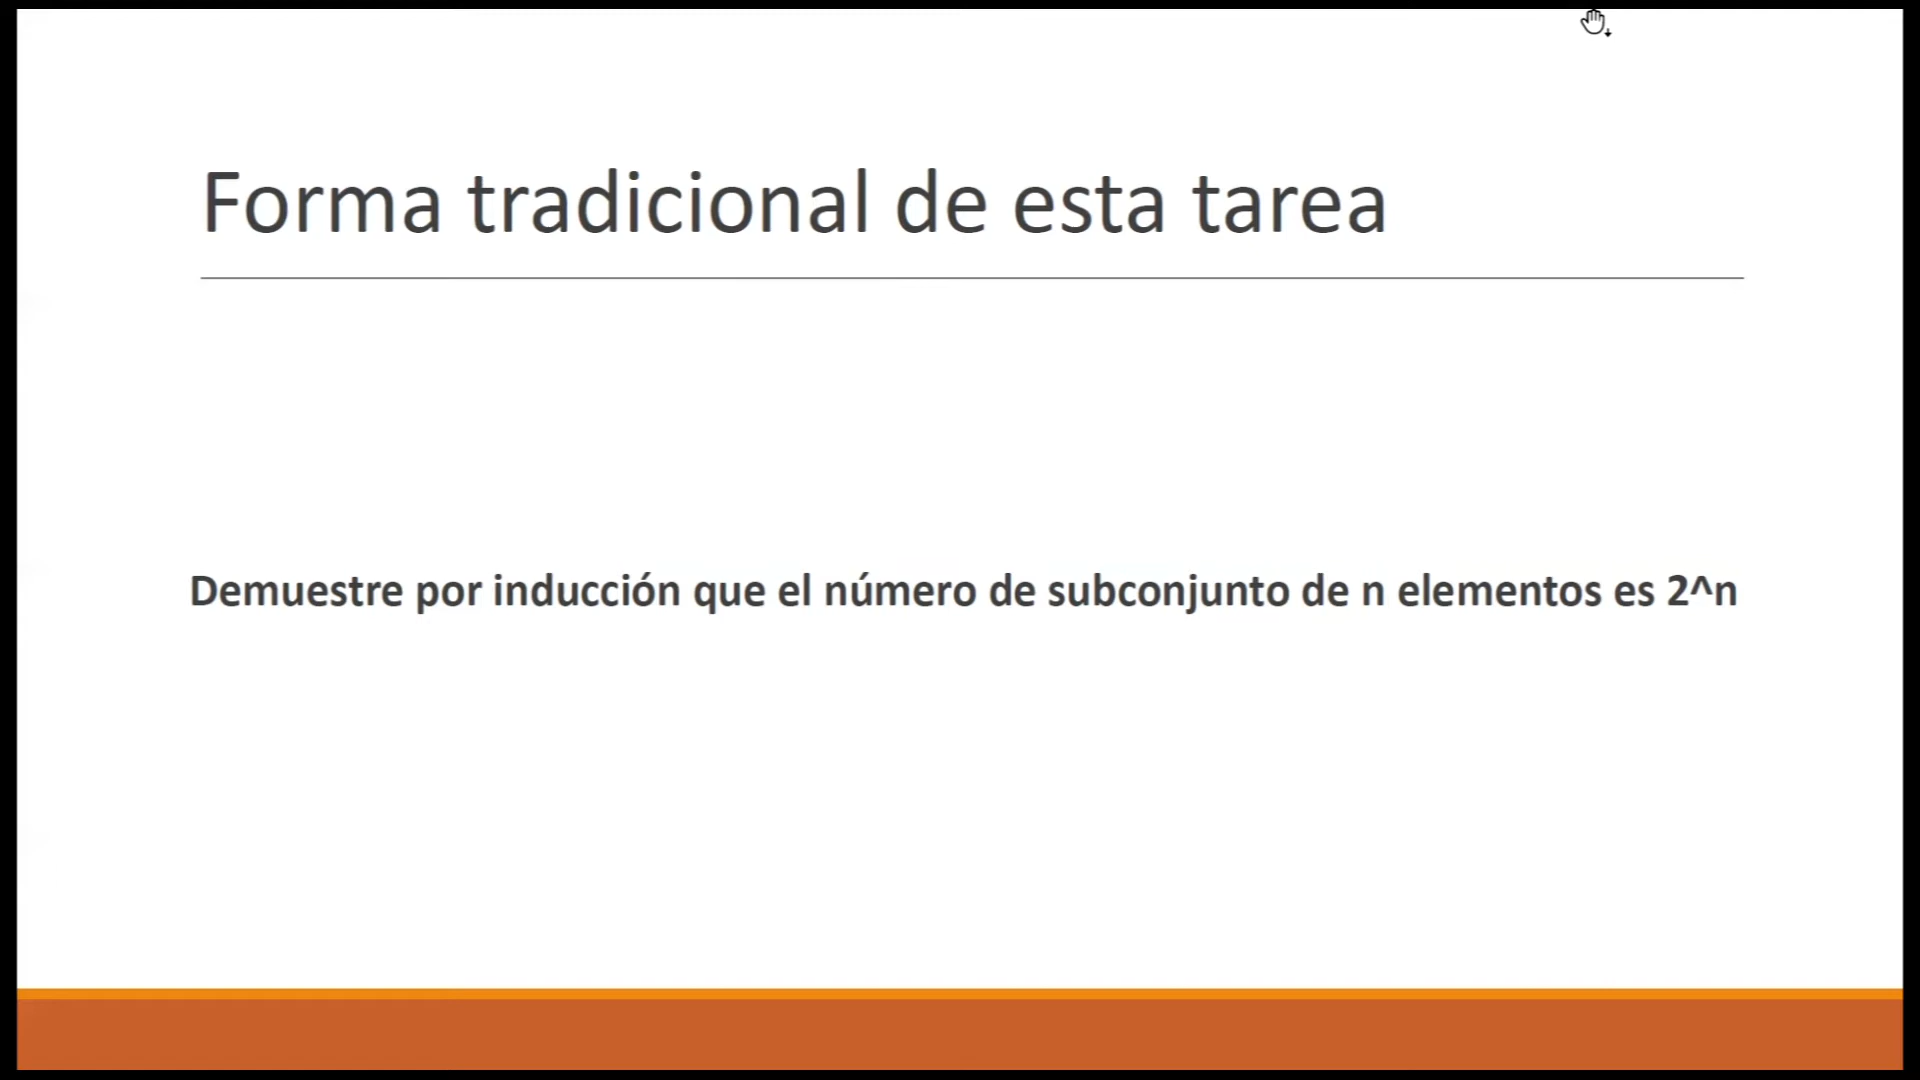 Forma tradicional de esta tarea
Demuestre por inducción que el número de subconjunto de n elementos es 2^n